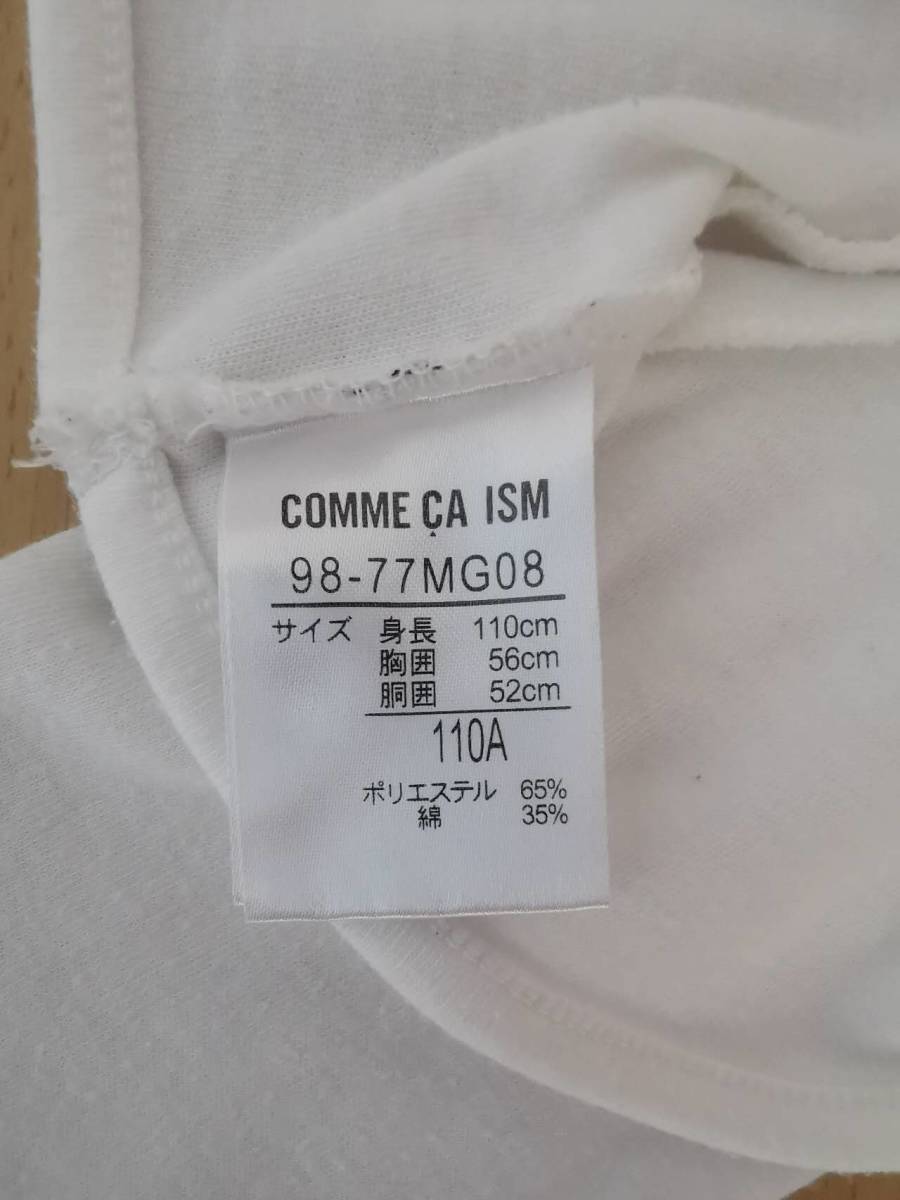 COMME ÇA ISM
98-77MG08
サイズ 身長 110cm
胸囲 56cm
胴囲 52cm
110A
ポリエステル 65%
綿 35%